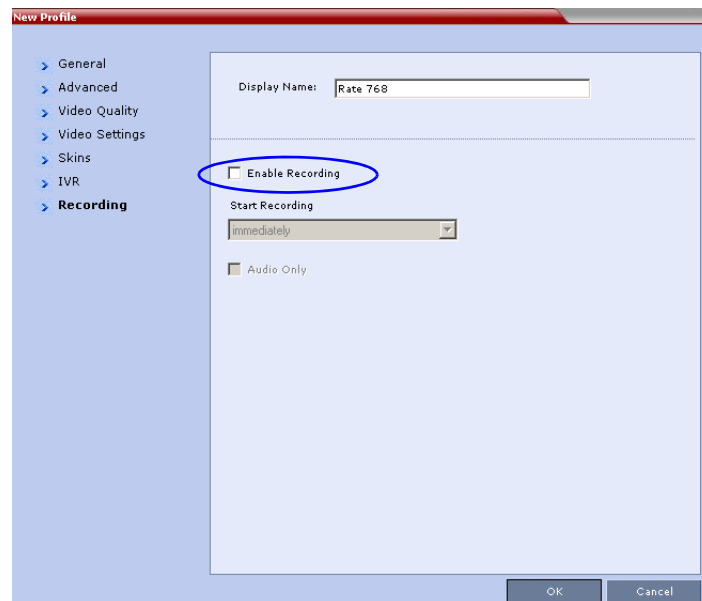 New Profile
General
Advanced
Video Quality
Video Settings
Skins
IVR
Recording
Display Name: Rate 768
Enable Recording
Start Recording
immediately
Audio Only
OK Cancel